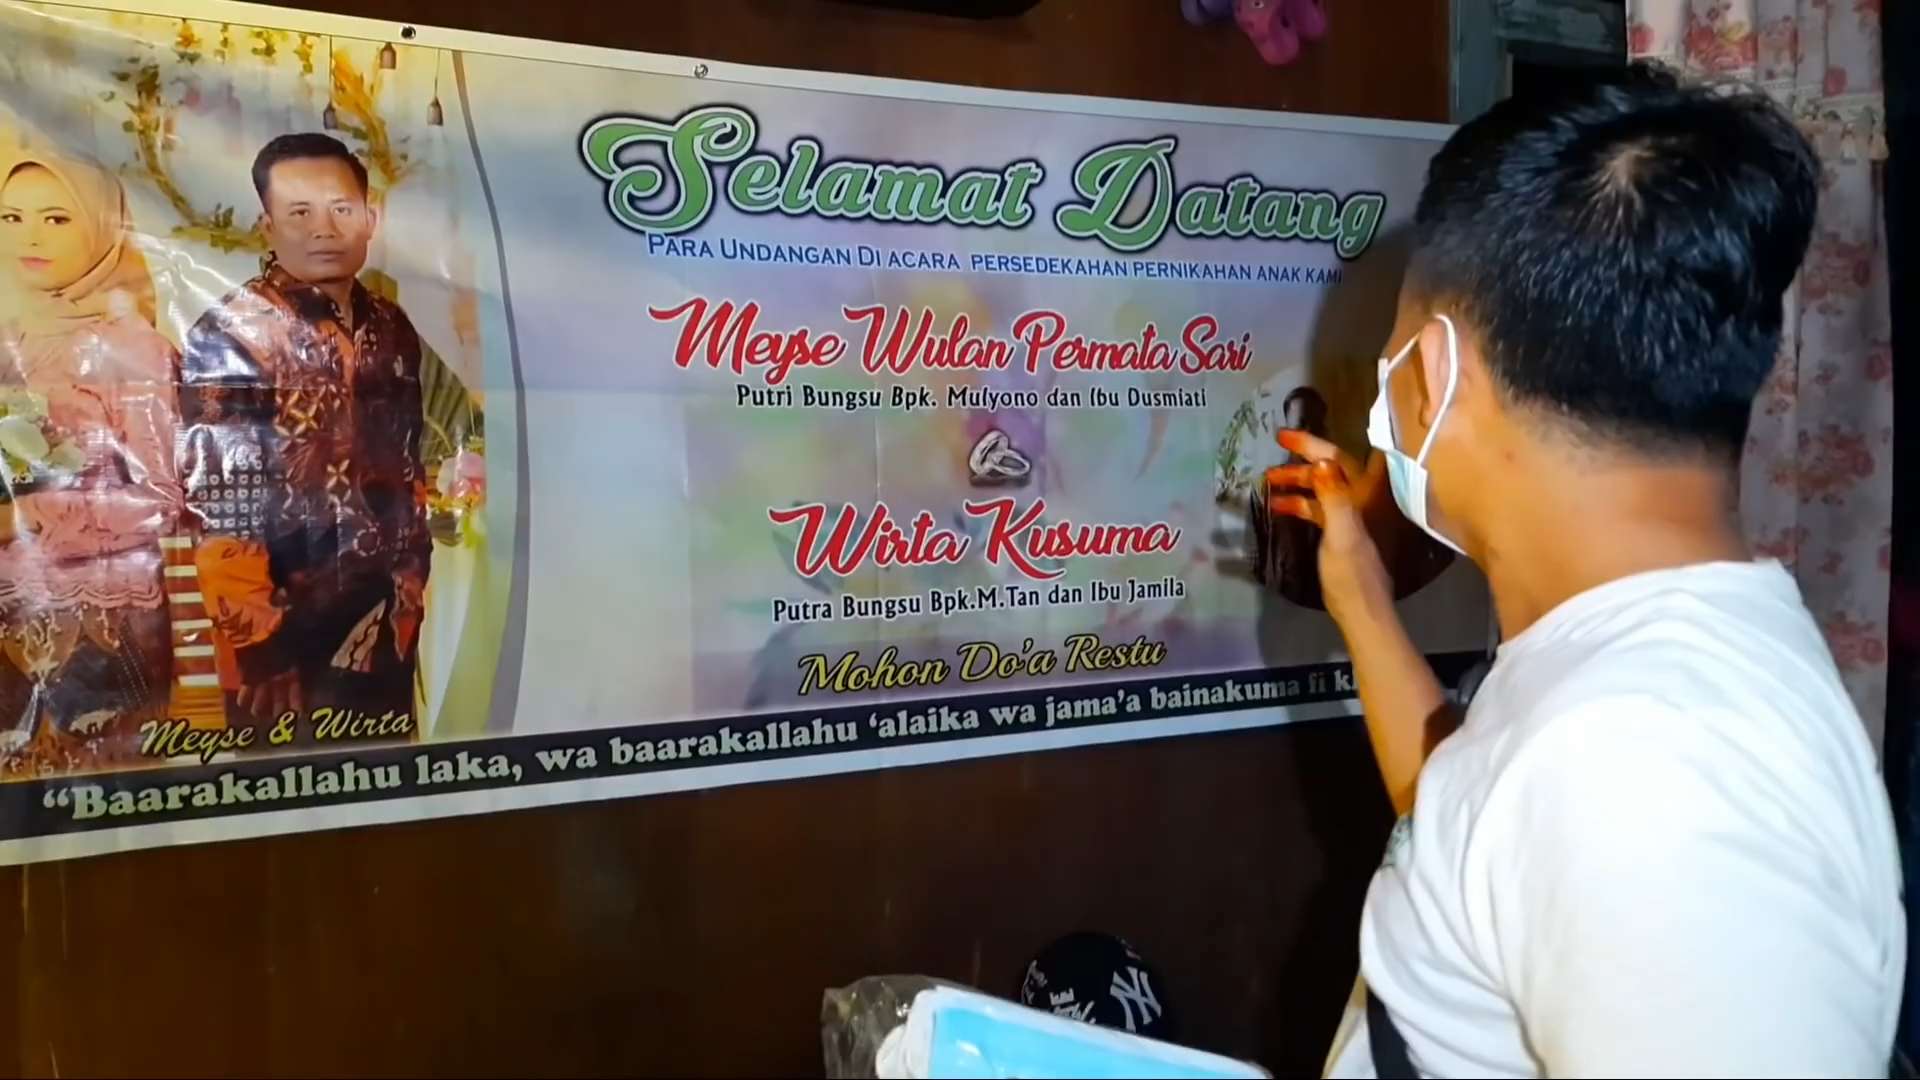 Selamat Datang
PARA UNDANGAN DI ACARA PERSEDEKAHAN PERNIKAHAN ANAK KAMI
Meyse Wulan Permata Sari
Putri Bungsu Bpk. Mulyono dan Ibu Dusmiati
Wirta Kusuma
Putra Bungsu Bpk.M.Tan dan Ibu Jamila
Mohon Do'a Restu
Meyse & Wirta
“Baarakallahu laka, wa baarakallahu ‘alaika wa jama’a bainakuma fi
NY